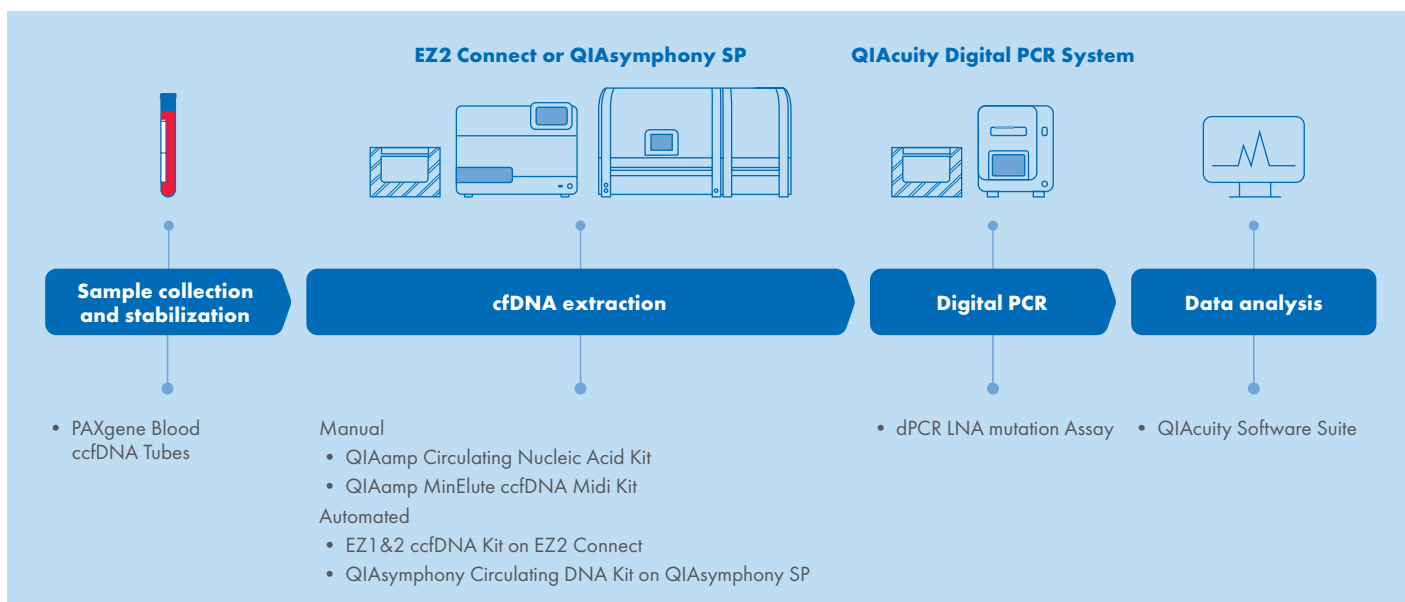 EZ2 Connect or QIAsymphony SP
QIAcuity Digital PCR System
Sample collection
and stabilization
cfDNA extraction
Digital PCR
Data analysis
• PAXgene Blood
ccfDNA Tubes
Manual
• QIAamp Circulating Nucleic Acid Kit
• QIAamp MinElute ccfDNA Midi Kit
Automated
• EZ1&2 ccfDNA Kit on EZ2 Connect
• QIAsymphony Circulating DNA Kit on QIAsymphony SP
• dPCR LNA mutation Assay
• QIAcuity Software Suite